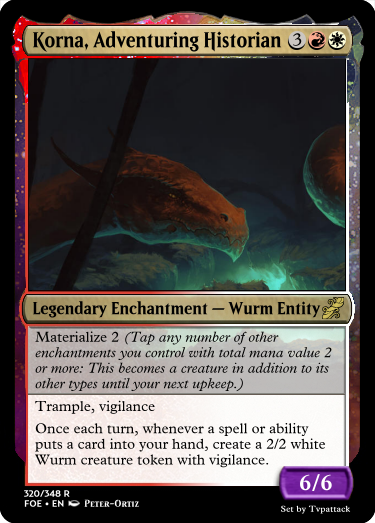 Korna, Adventuring Historian 3
Legendary Enchantment — Wurm Entity
Materialize 2 (Tap any number of other
enchantments you control with total mana value 2
or more: This becomes a creature in addition to its
other types until your next upkeep.)
Trample, vigilance
Once each turn, whenever a spell or ability
puts a card into your hand, create a 2/2 white
Wurm creature token with vigilance.
6/6
320/348 R
FOE • EN Peter-Ortiz
Set by Tvpattack